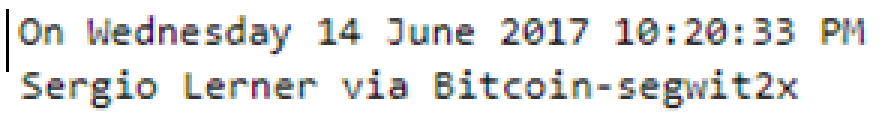 On Wednesday 14 June 2017 10:20:33 PM
Sergio Lerner via Bitcoin-segwit2x